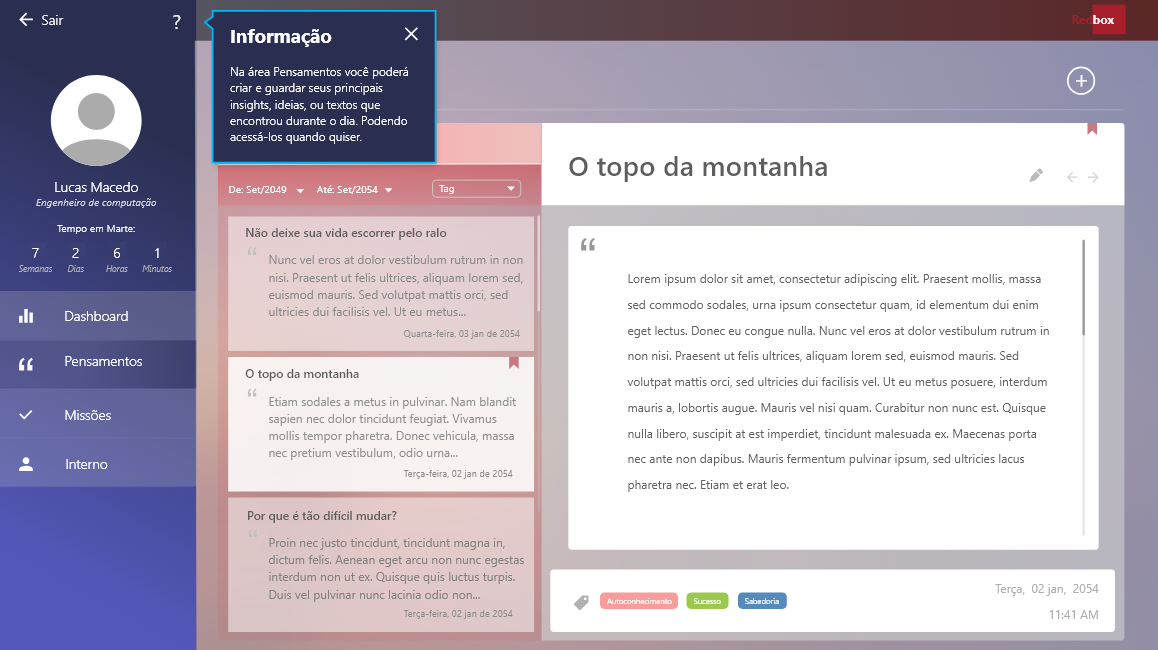 Sair
?
Lucas Macedo
Engenheiro de computação
Tempo em Marte:
7 2 6 1
Semanas Dias Horas Minutos
Dashboard
Pensamentos
Missões
Interno
Informação
Na área Pensamentos você poderá
criar e guardar seus principais
insights, ideias, ou textos que
encontrou durante o dia. Podendo
acessá-los quando quiser.
Redbox
De: Set/2049 Até: Set/2054 Tag
Não deixe sua vida escorrer pelo ralo
“
Nunc vel eros at dolor vestibulum rutrum in non
nisi. Praesent ut felis ultrices, aliquam lorem sed,
euismod mauris. Sed volutpat mattis orci, sed
ultricies dui facilisis vel. Ut eu metus...
Quarta-feira, 03 jan de 2054
O topo da montanha
“
Etiam sodales a metus in pulvinar. Nam blandit
sapien nec dolor tincidunt feugiat. Vivamus
mollis tempor pharetra. Donec vehicula, massa
nec pretium vestibulum, odio urna...
Terça-feira, 02 jan de 2054
Por que é tão difícil mudar?
“
Proin nec justo tincidunt, tincidunt magna in,
dictum felis. Aenean eget arcu non nunc egestas
interdum non ut ex. Quisque quis luctus turpis.
Duis vel pulvinar nunc lacinia odio non...
Terça-feira, 02 jan de 2054
O topo da montanha
“
Lorem ipsum dolor sit amet, consectetur adipiscing elit. Praesent mollis, massa
sed commodo sodales, urna ipsum consectetur quam, id elementum dui enim
eget lectus. Donec eu congue nulla. Nunc vel eros at dolor vestibulum rutrum in
non nisi. Praesent ut felis ultrices, aliquam lorem sed, euismod mauris. Sed
volutpat mattis orci, sed ultricies dui facilisis vel. Ut eu metus posuere, interdum
mauris a, lobortis augue. Mauris vel nisi quam. Curabitur non nunc est. Quisque
nulla libero, suscipit at est imperdiet, tincidunt malesuada ex. Maecenas porta
nec ante non dapibus. Mauris fermentum pulvinar ipsum, sed ultricies lacus
pharetra nec. Etiam et erat leo.
Autoconhecimento Sucesso Sabedoria
Terça, 02 jan, 2054
11:41 AM